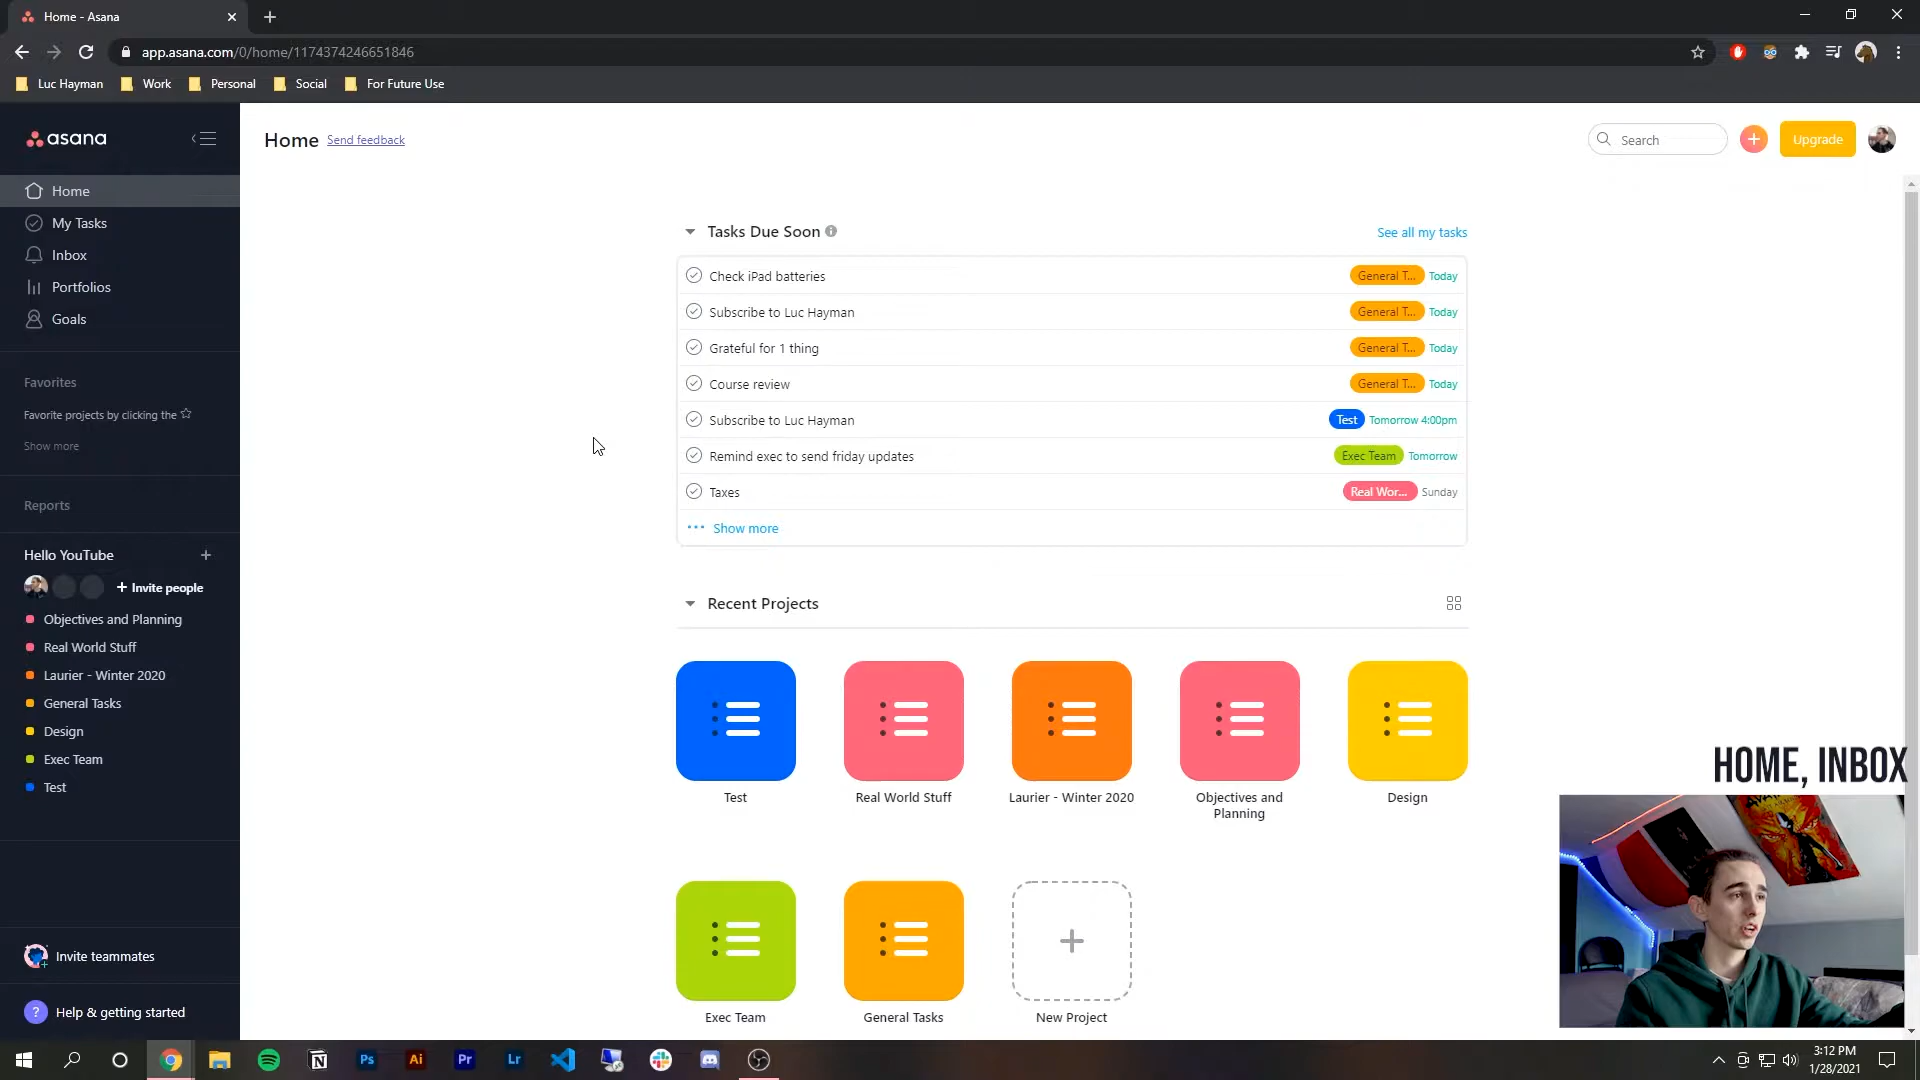 Home - Asana
app.asana.com/0/home/1174374246651846
Luc Hayman
Work
Personal
Social
For Future Use
asana
Home
My Tasks
Inbox
Portfolios
Goals
Favorites
Favorite projects by clicking the
Show more
Reports
Hello YouTube
Invite people
Objectives and Planning
Real World Stuff
Laurier - Winter 2020
General Tasks
Design
Exec Team
Test
Invite teammates
? Help & getting started
Home Send feedback
Search
Upgrade
Tasks Due Soon
See all my tasks
Check iPad batteries General T... Today
Subscribe to Luc Hayman General T... Today
Grateful for 1 thing General T... Today
Course review General T... Today
Subscribe to Luc Hayman Test Tomorrow 4:00pm
Remind exec to send friday updates Exec Team Tomorrow
Taxes Real Wor... Sunday
Show more
Recent Projects
Test
Real World Stuff
Laurier - Winter 2020
Objectives and
Planning
Design
Exec Team
General Tasks
New Project
HOME, INBOX
Ps
Ai
Pr
Lr
3:12 PM
1/28/2021